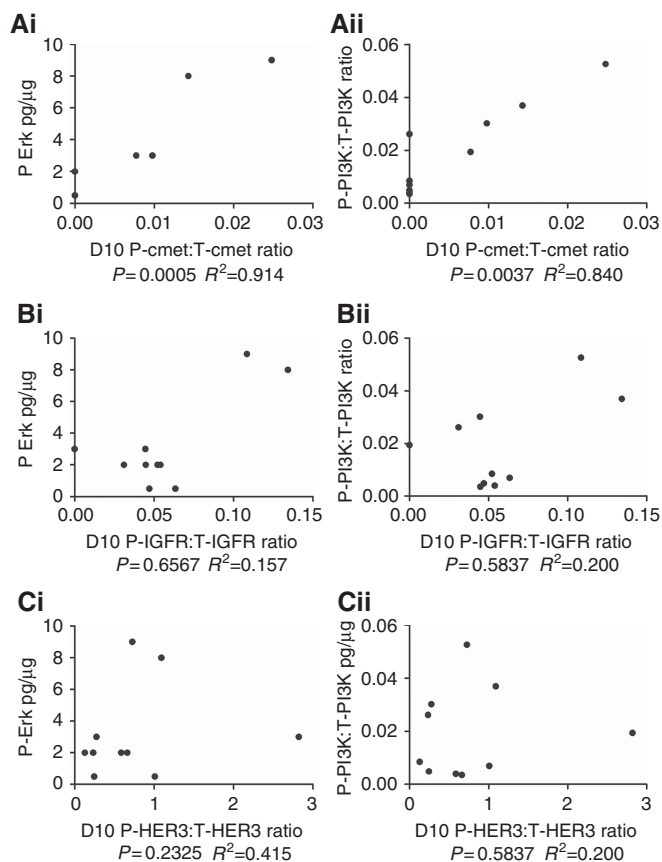 Ai
Aii
P Erk pg/µg
10
8
6
4
2
0
0.00
0.01
0.02
0.03
D10 P-cmet:T-cmet ratio
P=0.0005 R²=0.914
P-PI3K:T-PI3K ratio
0.06
0.04
0.02
0.00
0.00
0.01
0.02
0.03
D10 P-cmet:T-cmet ratio
P=0.0037 R²=0.840
Bi
Bii
P Erk pg/µg
10
8
6
4
2
0
0.00
0.05
0.10
0.15
D10 P-IGFR:T-IGFR ratio
P=0.6567 R²=0.157
P-PI3K:T-PI3K ratio
0.06
0.04
0.02
0.00
0.00
0.05
0.10
0.15
D10 P-IGFR:T-IGFR ratio
P=0.5837 R²=0.200
Ci
Cii
P-Erk pg/µg
10
8
6
4
2
0
0
1
2
3
D10 P-HER3:T-HER3 ratio
P=0.2325 R²=0.415
P-PI3K:T-PI3K pg/µg
0.06
0.04
0.02
0.00
0
1
2
3
D10 P-HER3:T-HER3 ratio
P=0.5837 R²=0.200